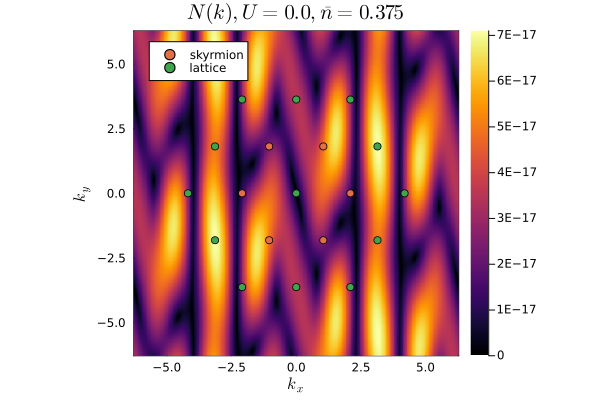 N(k), U = 0.0, n̄ = 0.375
skyrmion
lattice
5.0
2.5
0.0
−2.5
−5.0
k_y
−5.0
−2.5
0.0
2.5
5.0
k_x
7E−17
6E−17
5E−17
4E−17
3E−17
2E−17
1E−17
0